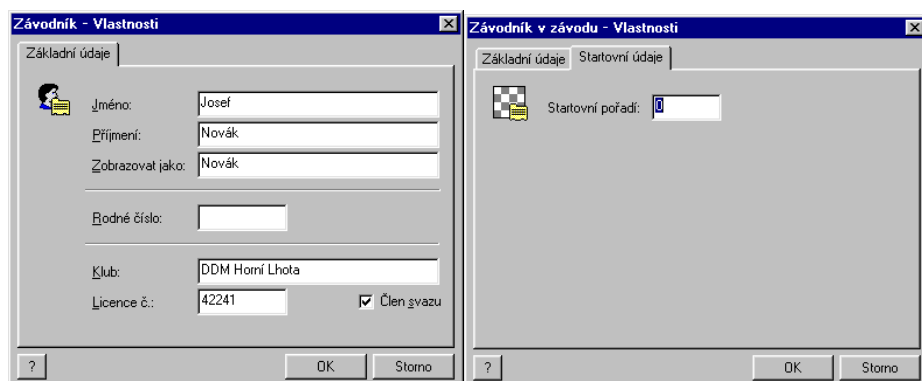 Závodník - Vlastnosti
Základní údaje
Jméno: Josef
Příjmení: Novák
Zobrazovat jako: Novák
Rodné číslo:
Klub: DDM Horní Lhota
Licence č.: 42241 Člen svazu
? OK Storno
Závodník v závodu - Vlastnosti
Základní údaje Startovní údaje
Startovní pořadí: 0
? OK Storno